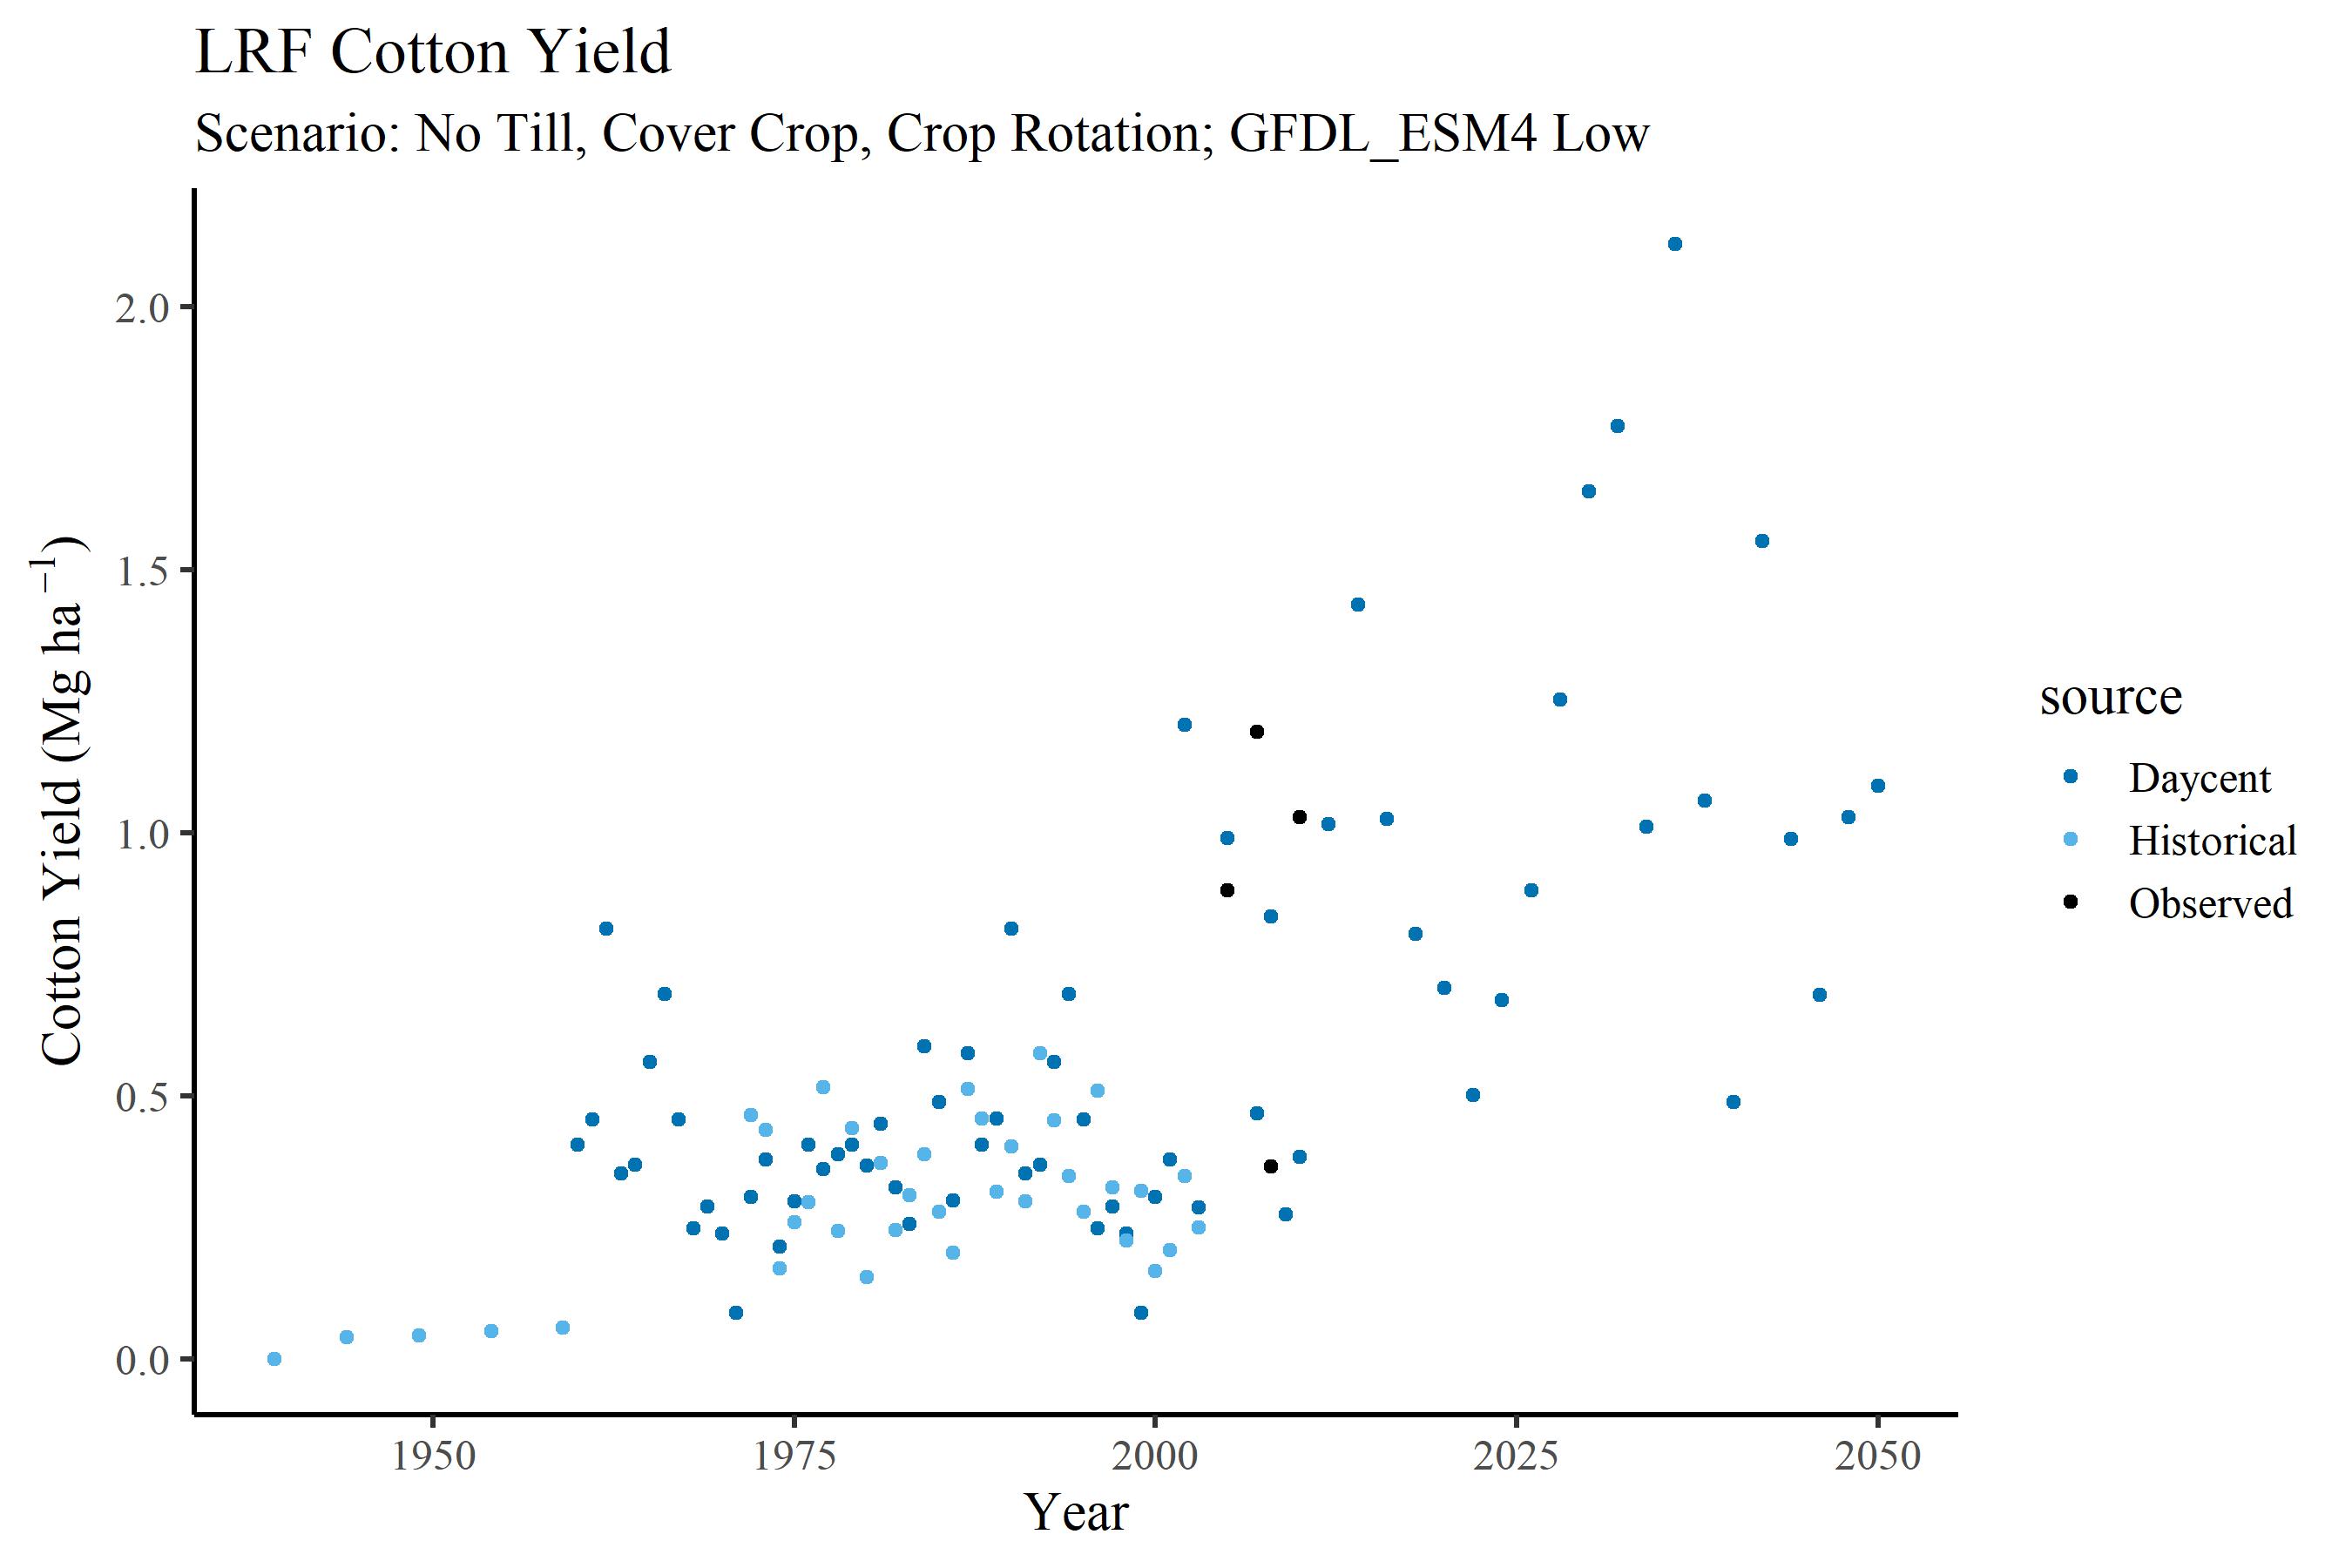 LRF Cotton Yield
Scenario: No Till, Cover Crop, Crop Rotation; GFDL_ESM4 Low
Cotton Yield (Mg ha⁻¹)
2.0
1.5
1.0
0.5
0.0
1950 1975 2000 2025 2050
Year
source
Daycent
Historical
Observed